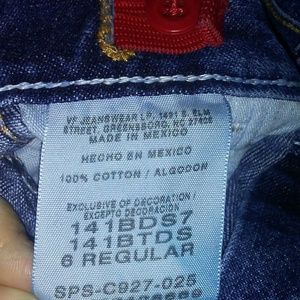 VF JEANSWEAR LP. 1491 S. ELM
STREET, GREENSBORO, NC 27406
MADE IN MEXICO
HECHO EN MEXICO
100% COTTON / ALGODON
EXCLUSIVE OF DECORATION /
EXCEPTO DECORACION
141BDS7
141BTDS
6 REGULAR
SPS-C927-025